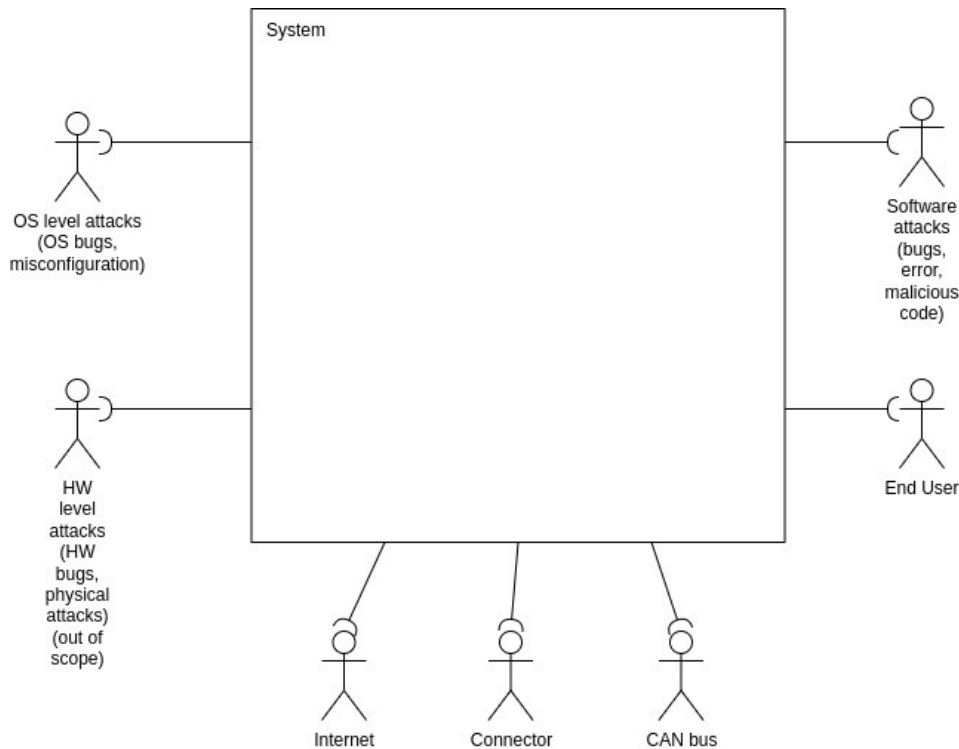 System
OS level attacks
(OS bugs,
misconfiguration)
Software
attacks
(bugs,
error,
malicious
code)
HW
level
attacks
(HW
bugs,
physical
attacks)
(out of
scope)
End User
Internet
Connector
CAN bus